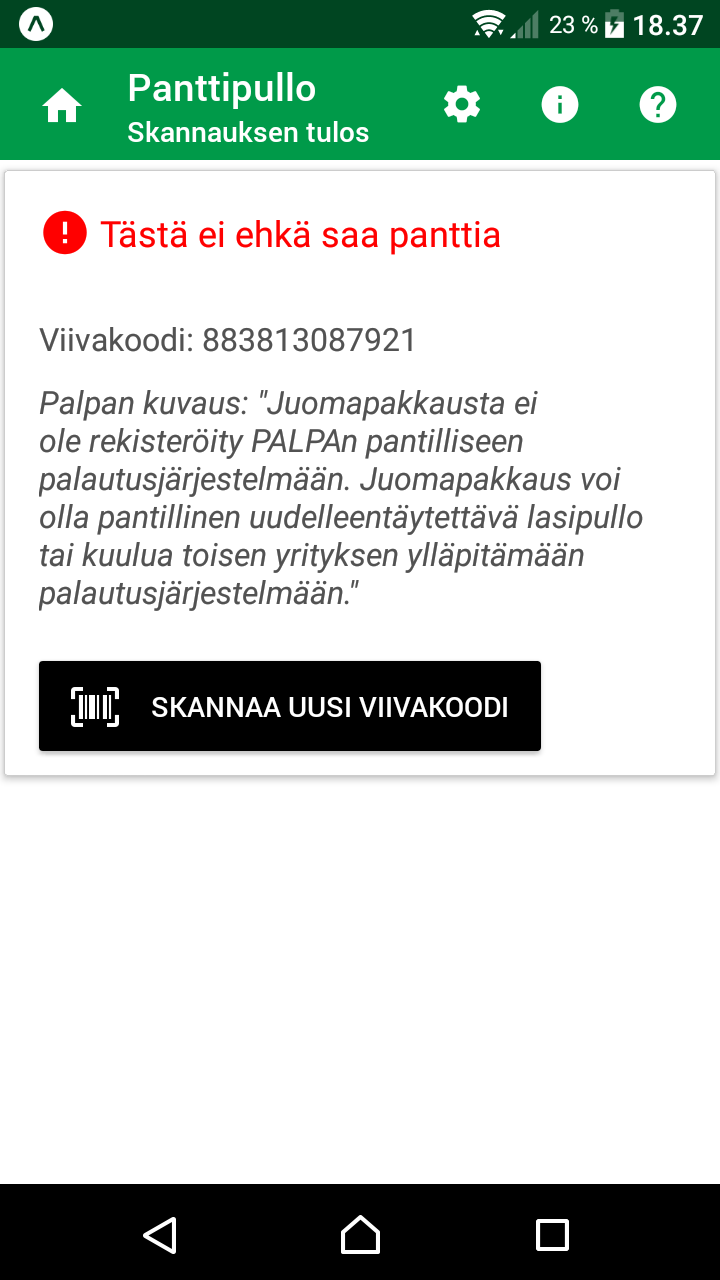 23 % 18.37
Panttipullo
Skannauksen tulos
Tästä ei ehkä saa panttia
Viivakoodi: 883813087921
Palpan kuvaus: "Juomapakkausta ei
ole rekisteröity PALPAn pantilliseen
palautusjärjestelmään. Juomapakkaus voi
olla pantillinen uudelleentäytettävä lasipullo
tai kuulua toisen yrityksen ylläpitämään
palautusjärjestelmään."
SKANNAA UUSI VIIVAKOODI